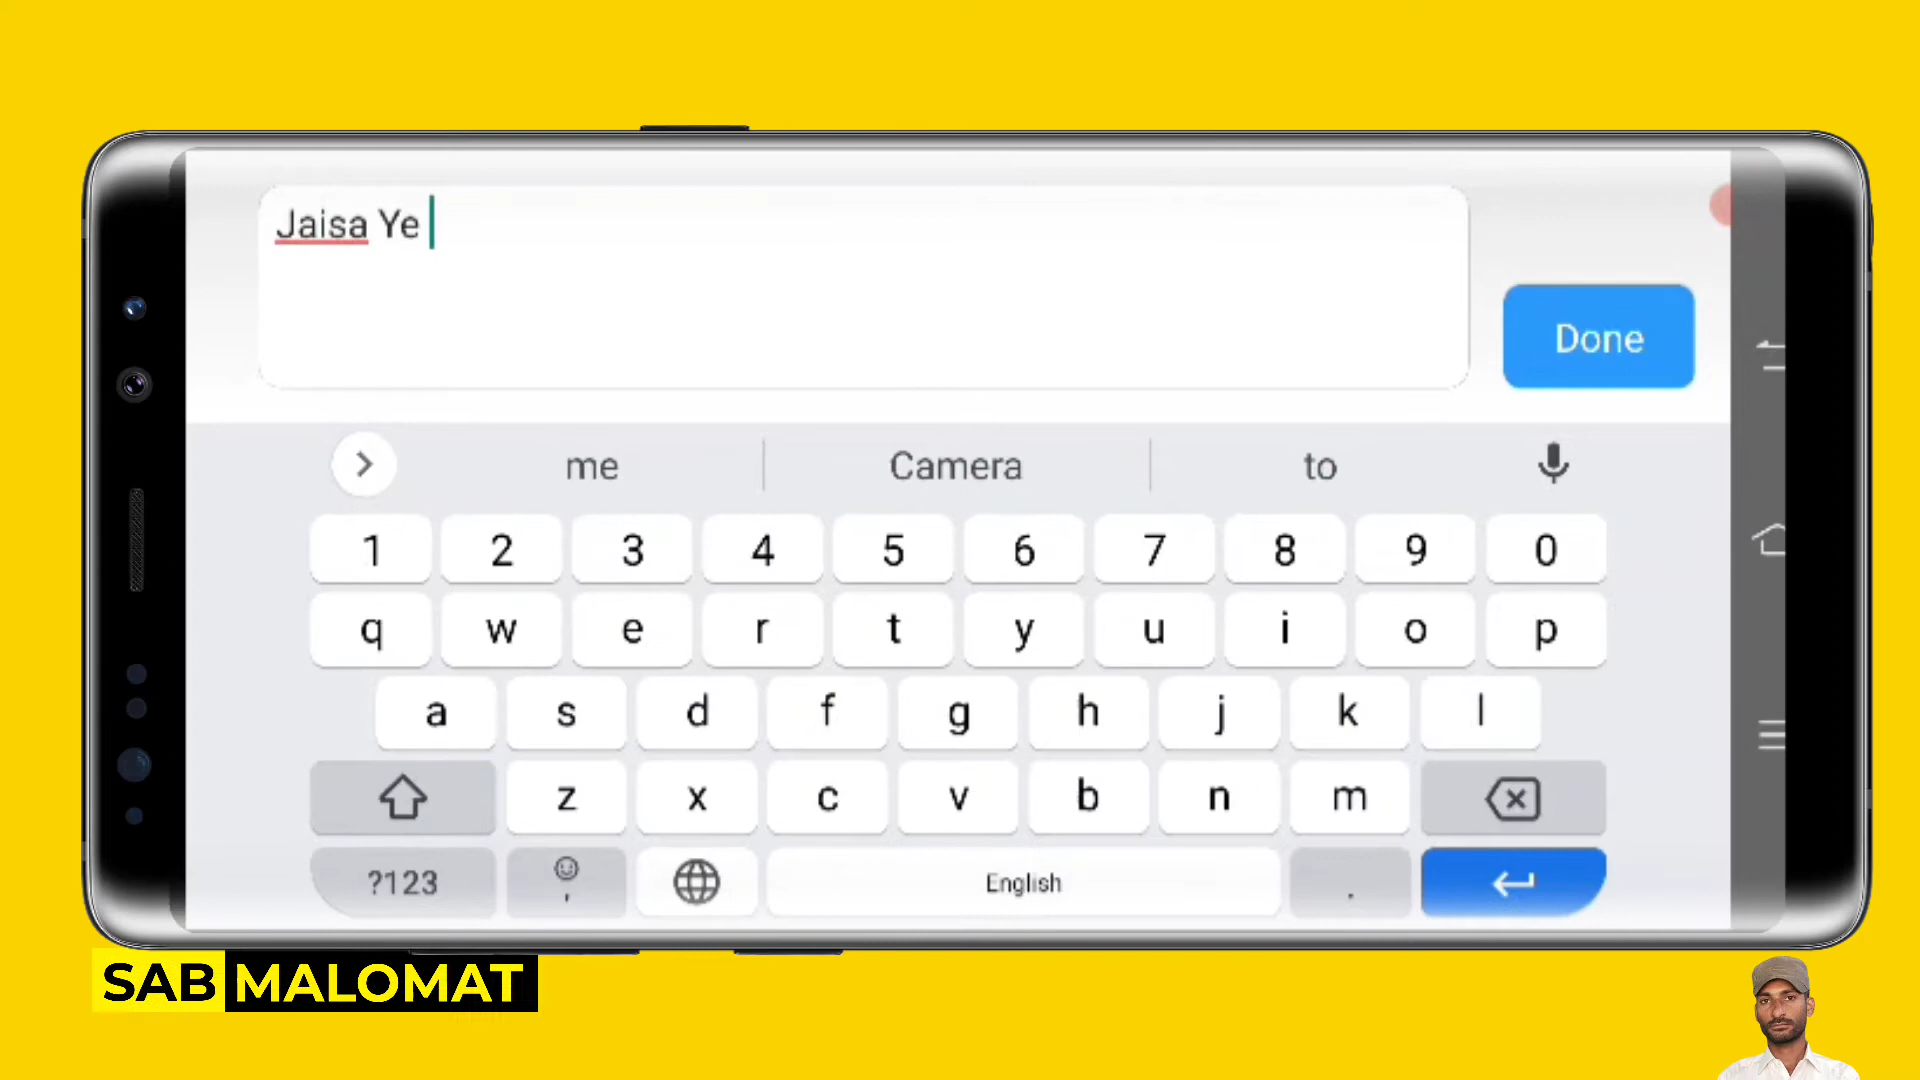 Jaisa Ye
Done
me Camera to
1 2 3 4 5 6 7 8 9 0
q w e r t y u i o p
a s d f g h j k l
z x c v b n m
?123 , English .
SAB MALOMAT